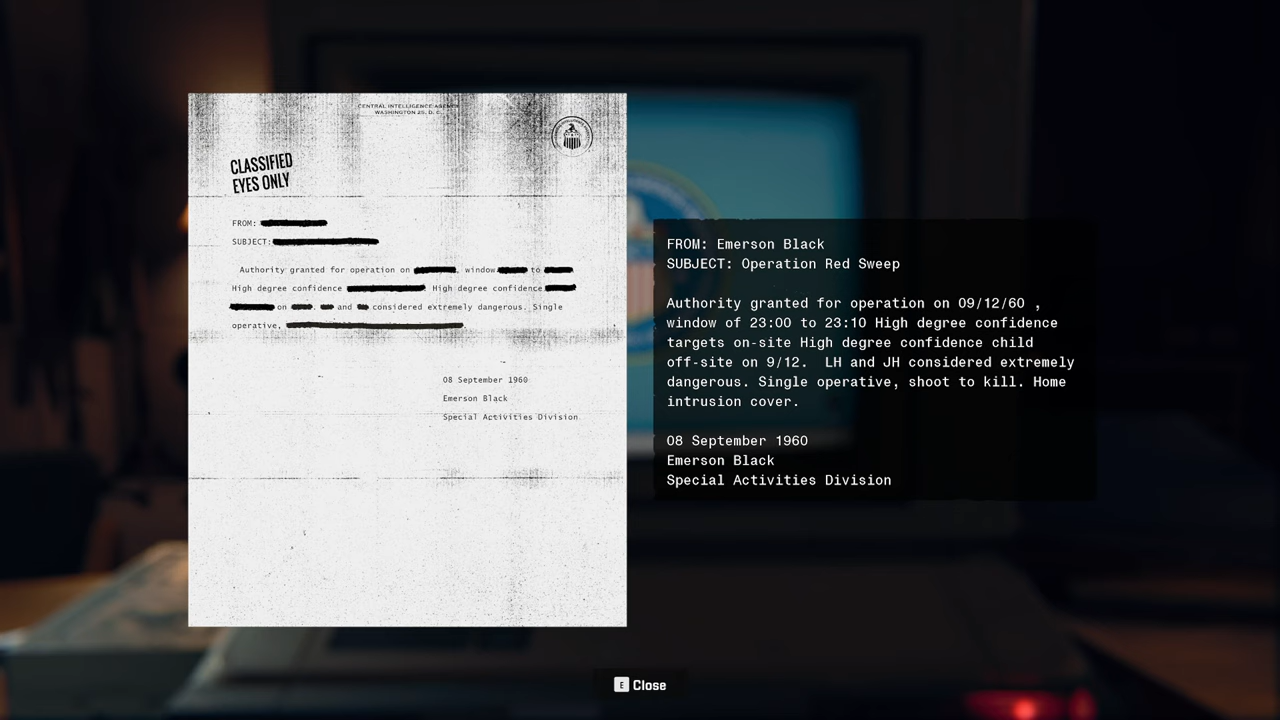 CENTRAL INTELLIGENCE AGENCY
WASHINGTON 25, D. C.
CLASSIFIED
EYES ONLY
FROM:
SUBJECT:
Authority granted for operation on , window to
High degree confidence . High degree confidence
on , and considered extremely dangerous. Single
operative,
08 September 1960
Emerson Black
Special Activities Division
FROM: Emerson Black
SUBJECT: Operation Red Sweep
Authority granted for operation on 09/12/60 ,
window of 23:00 to 23:10 High degree confidence
targets on-site High degree confidence child
off-site on 9/12.  LH and JH considered extremely
dangerous. Single operative, shoot to kill. Home
intrusion cover.
08 September 1960
Emerson Black
Special Activities Division
E Close